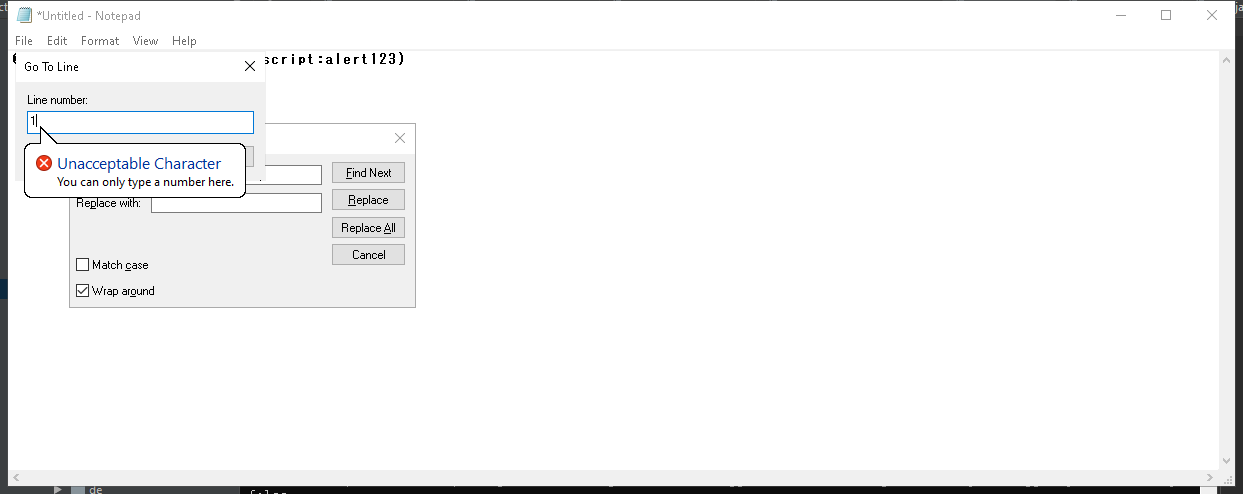 *Untitled - Notepad
File Edit Format View Help
script:alert123)
Go To Line
Line number:
1
Unacceptable Character
You can only type a number here.
Find Next
Replace with:
Replace
Replace All
Cancel
Match case
Wrap around
de